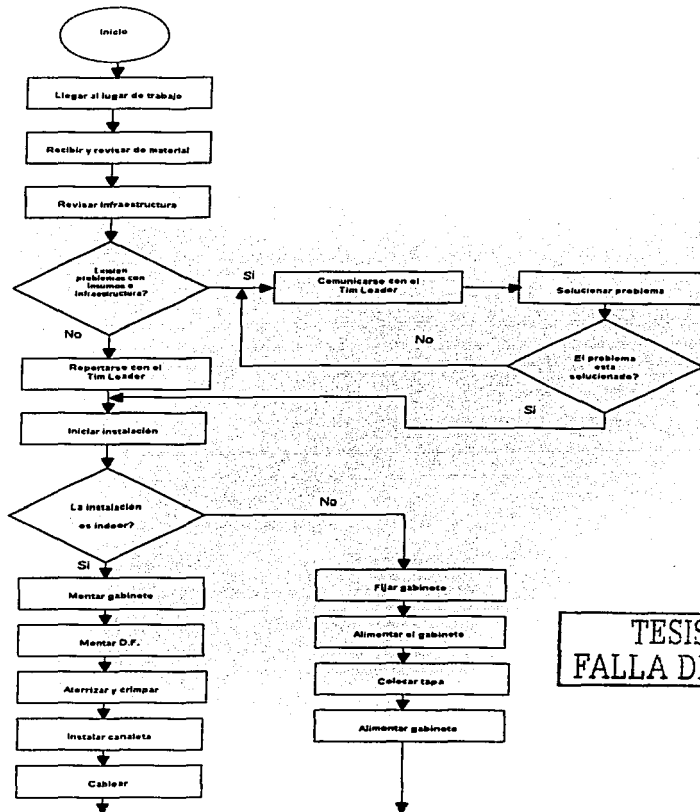 Inicio
Llegar al lugar de trabajo
Recibir y revisar de material
Revisar infraestructura
Existen
problemas con
insumos e
infraestructura?
Si
Comunicarse con el
Tim Leader
Solucionar problema
No
No
El problema
esta
solucionado?
Reportarse con el
Tim Leader
Si
Iniciar instalación
La instalación
es indoor?
No
Si
Montar gabinete
Fijar gabinete
Montar D.F.
Alimentar el gabinete
Aterrizar y crimpar
Colocar tapa
Instalar canaleta
Alimentar gabinete
Cablear
TESIS
FALLA DE